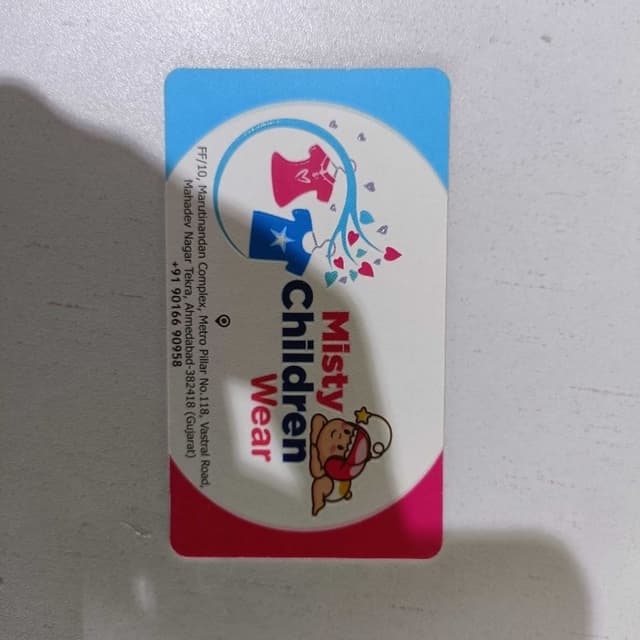 Misty
Children
Wear
FF/10, Marutinandan Complex, Metro Pillar No.118, Vastral Road,
Mahadev Nagar Tekra, Ahmedabad-382418 (Gujarat)
+91 90166 90958